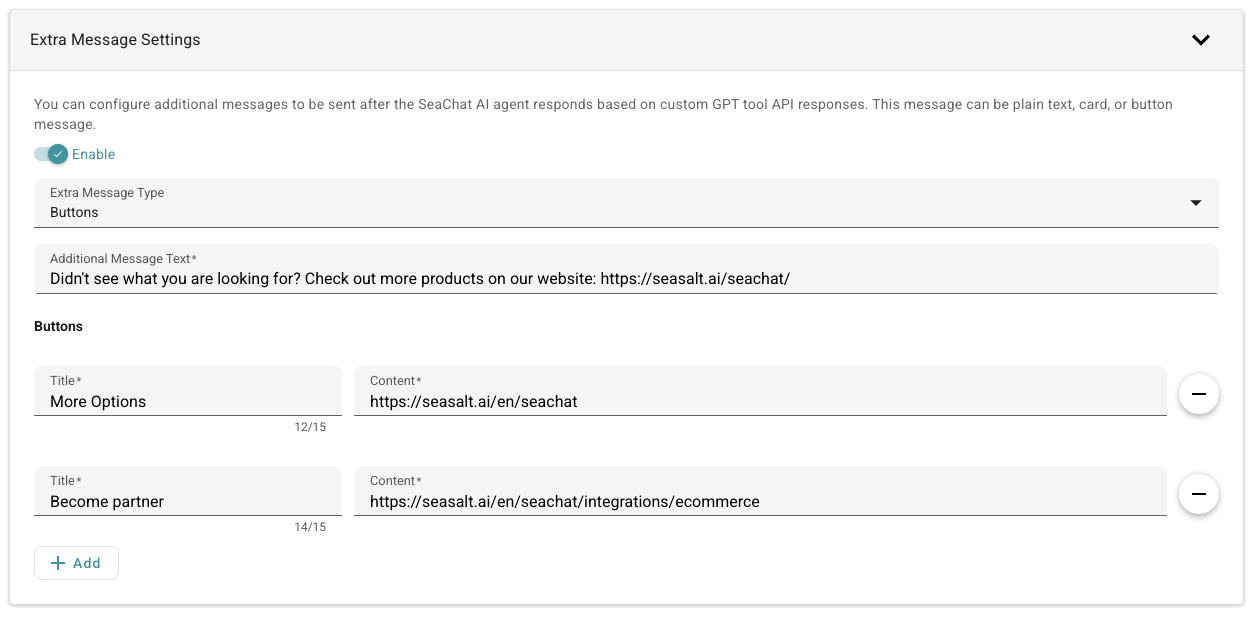 Extra Message Settings
You can configure additional messages to be sent after the SeaChat AI agent responds based on custom GPT tool API responses. This message can be plain text, card, or button
message.
Enable
Extra Message Type
Buttons
Additional Message Text*
Didn't see what you are looking for? Check out more products on our website: https://seasalt.ai/seachat/
Buttons
Title*
More Options
12/15
Content*
https://seasalt.ai/en/seachat
Title*
Become partner
14/15
Content*
https://seasalt.ai/en/seachat/integrations/ecommerce
Add